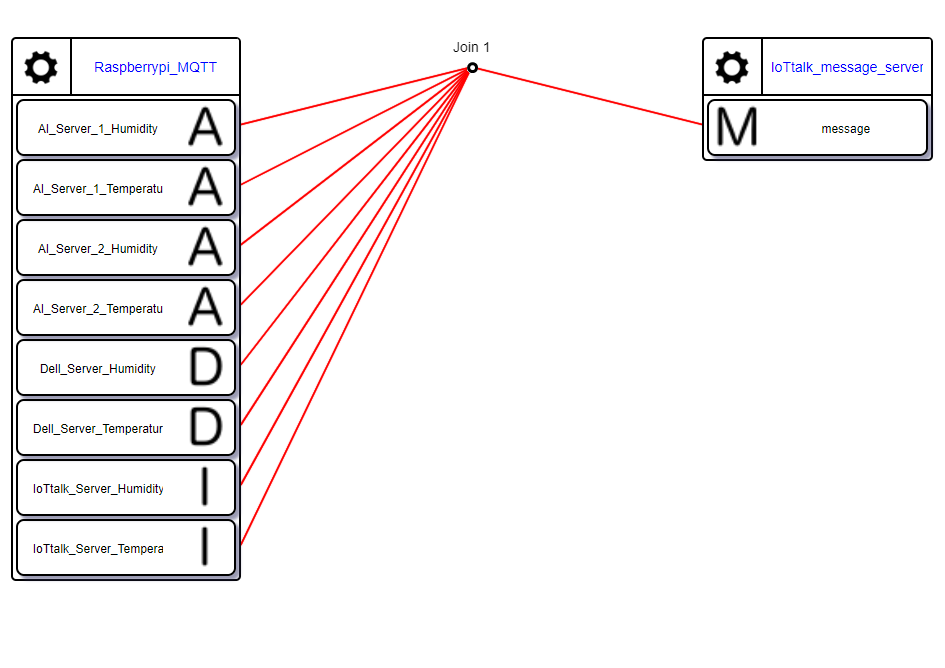 Join 1
Raspberrypi_MQTT
AI_Server_1_Humidity A
AI_Server_1_Temperatu A
AI_Server_2_Humidity A
AI_Server_2_Temperatu A
Dell_Server_Humidity D
Dell_Server_Temperatur D
IoTtalk_Server_Humidity I
IoTtalk_Server_Tempera I
IoTtalk_message_server
M message